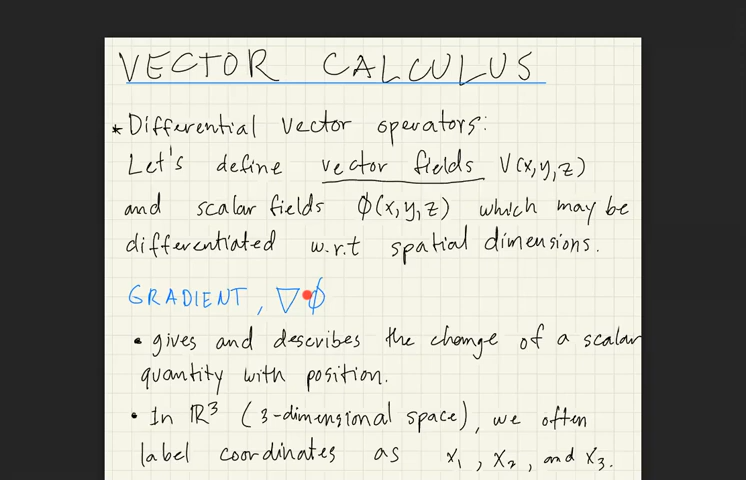 VECTOR CALCULUS
* Differential vector operators:
Let's define vector fields V(x,y,z)
and scalar fields ϕ(x,y,z) which may be
differentiated w.r.t spatial dimensions.
GRADIENT, ∇ϕ
• gives and describes the change of a scalar
quantity with position.
• In ℝ³ (3-dimensional space), we often
label coordinates as x₁, x₂, and x₃.